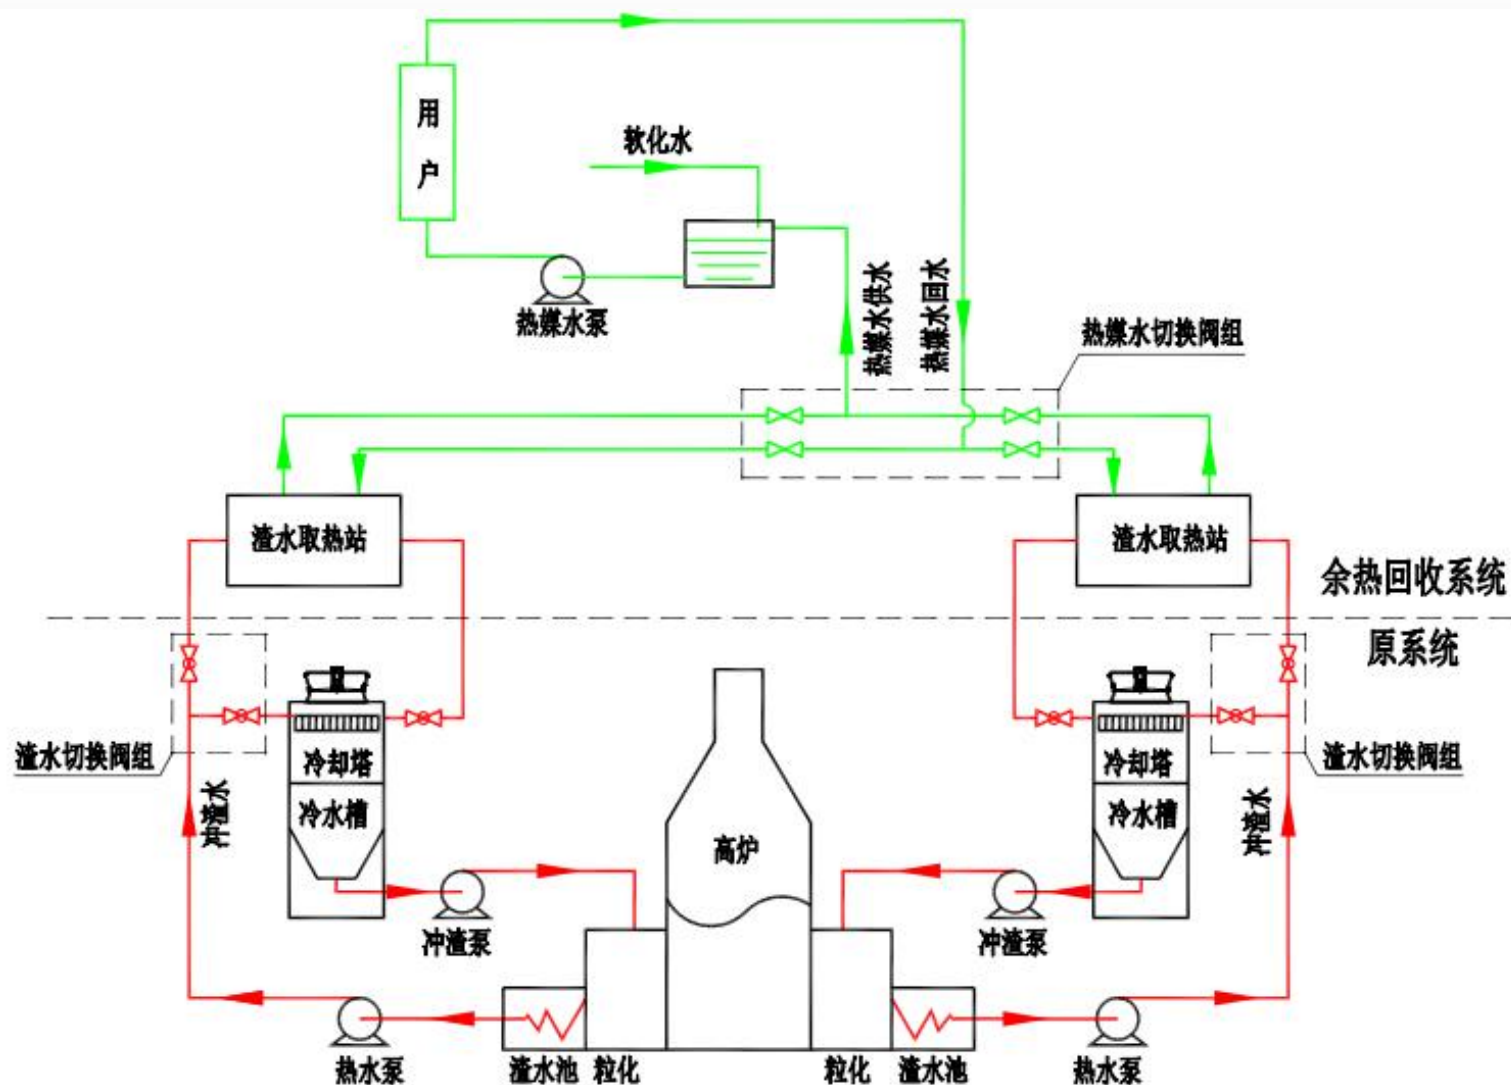 用户
软化水
热媒水泵
热媒水供水
热媒水回水
热媒水切换阀组
渣水取热站
渣水取热站
余热回收系统
原系统
渣水切换阀组
冷却塔
冷却塔
渣水切换阀组
冲渣水
冷水槽
高炉
冷水槽
冲渣水
冲渣泵
冲渣泵
热水泵
渣水池
粒化
粒化
渣水池
热水泵